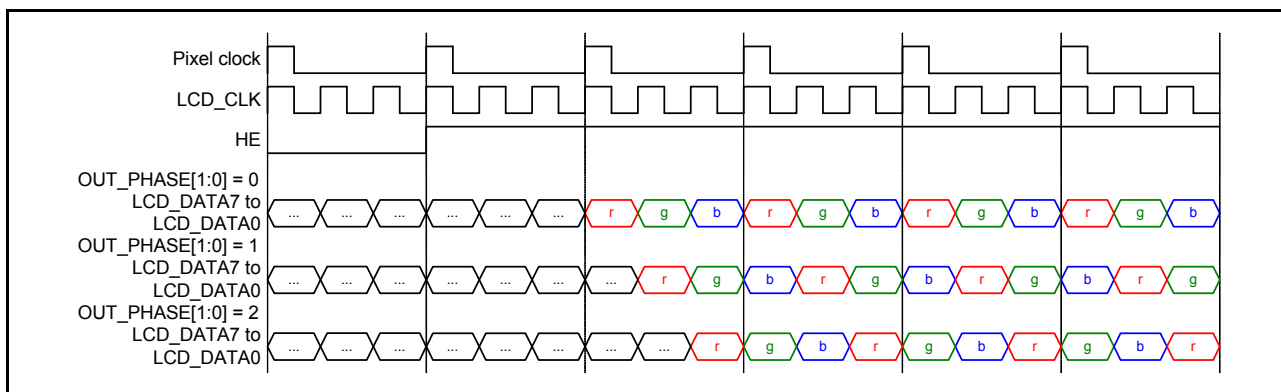 Pixel clock
LCD_CLK
HE
OUT_PHASE[1:0] = 0
LCD_DATA7 to
LCD_DATA0
... ... ... ... ... ... r g b r g b r g b r g b
OUT_PHASE[1:0] = 1
LCD_DATA7 to
LCD_DATA0
... ... ... ... ... ... ... r g b r g b r g b r g
OUT_PHASE[1:0] = 2
LCD_DATA7 to
LCD_DATA0
... ... ... ... ... ... ... ... r g b r g b r g b r